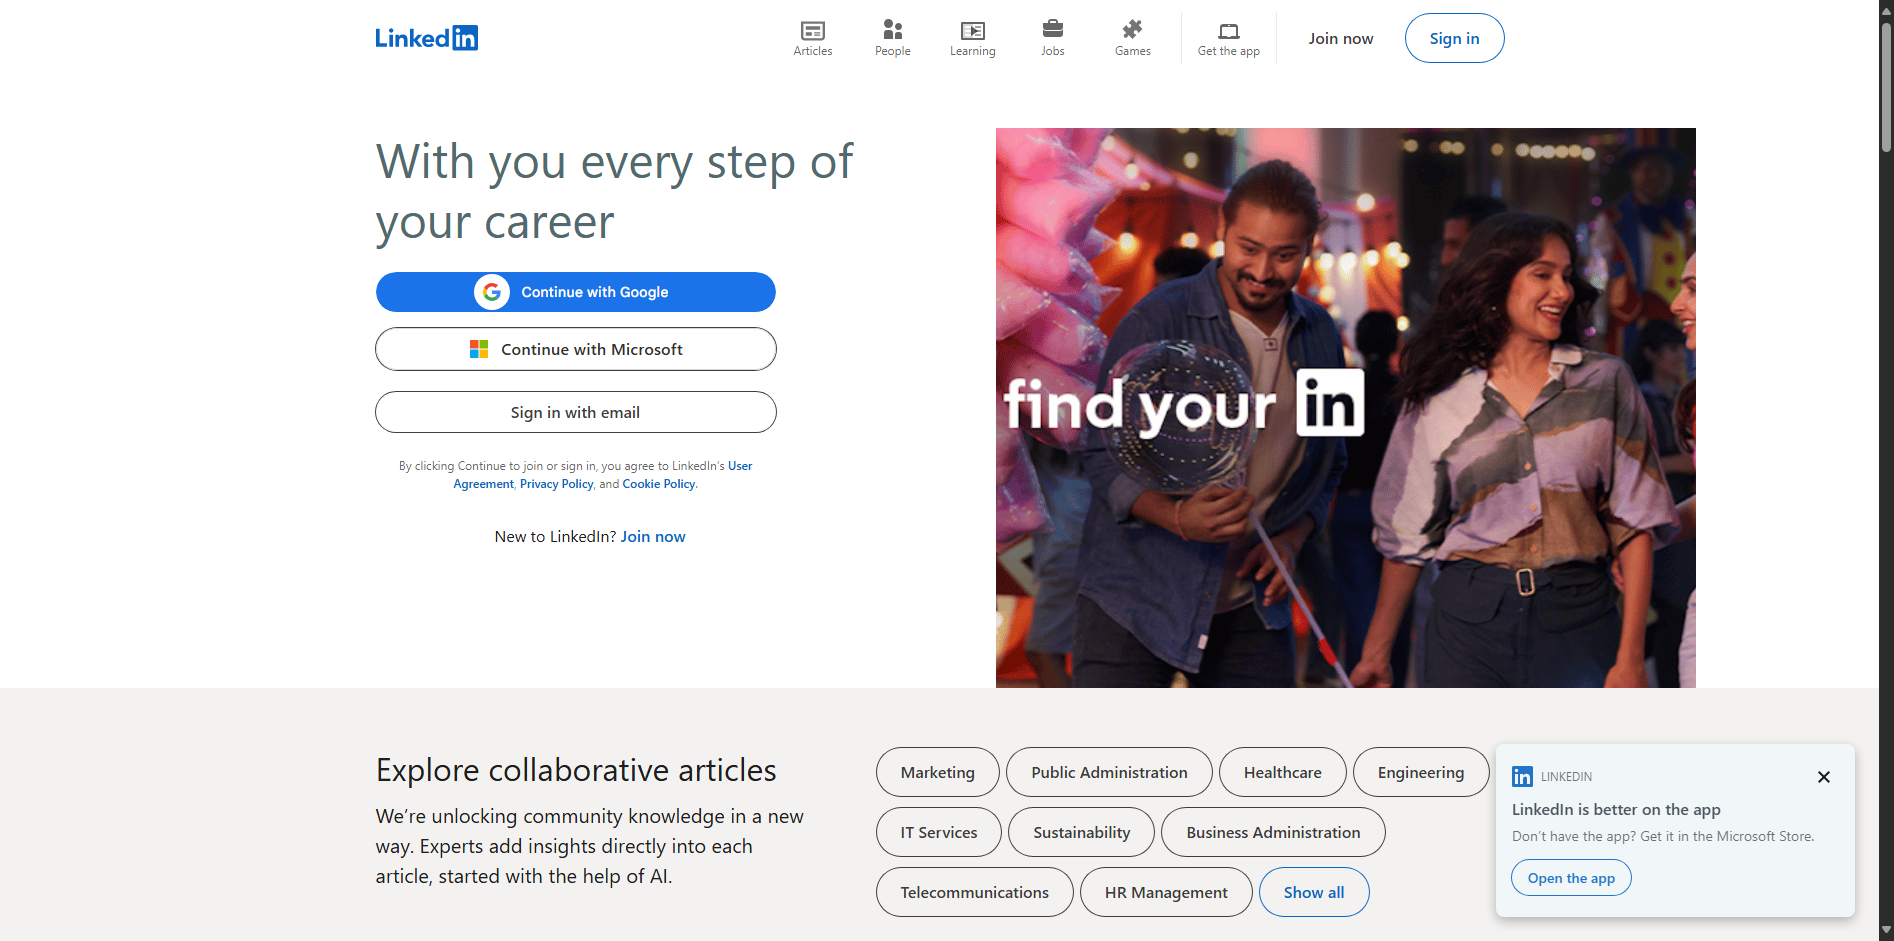 LinkedIn
Articles
People
Learning
Jobs
Games
Get the app
Join now
Sign in
With you every step of
your career
Continue with Google
Continue with Microsoft
Sign in with email
By clicking Continue to join or sign in, you agree to LinkedIn’s User
Agreement, Privacy Policy, and Cookie Policy.
New to LinkedIn? Join now
find your in
Explore collaborative articles
We’re unlocking community knowledge in a new
way. Experts add insights directly into each
article, started with the help of AI.
Marketing
Public Administration
Healthcare
Engineering
IT Services
Sustainability
Business Administration
Telecommunications
HR Management
Show all
in LINKEDIN
LinkedIn is better on the app
Don’t have the app? Get it in the Microsoft Store.
Open the app